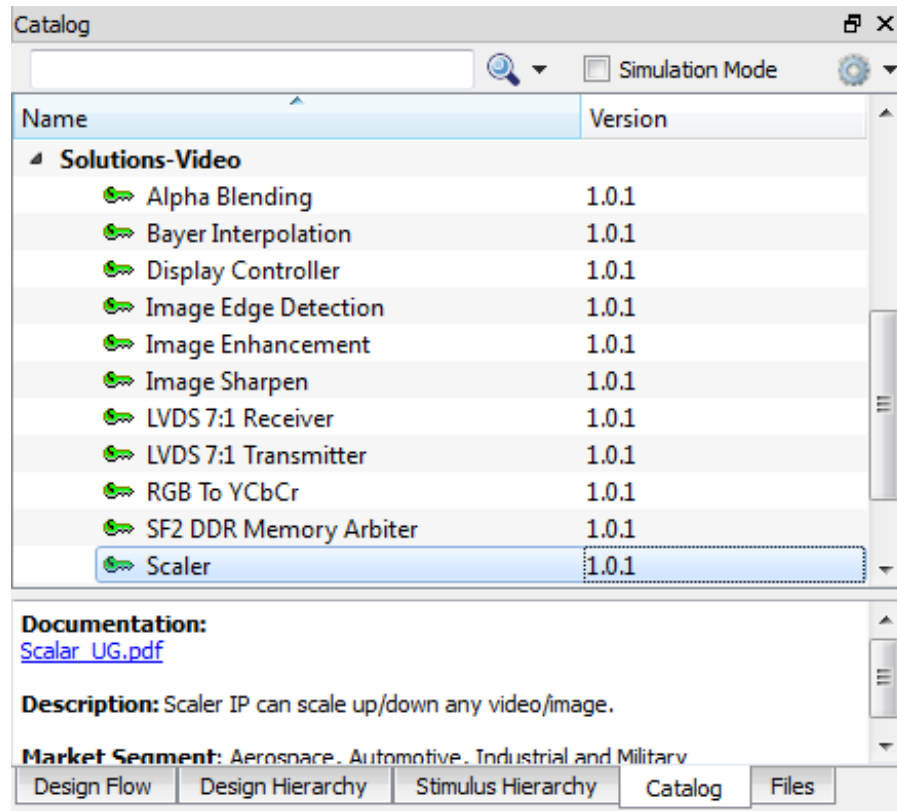 Catalog
Simulation Mode
Name Version
Solutions-Video
Alpha Blending 1.0.1
Bayer Interpolation 1.0.1
Display Controller 1.0.1
Image Edge Detection 1.0.1
Image Enhancement 1.0.1
Image Sharpen 1.0.1
LVDS 7:1 Receiver 1.0.1
LVDS 7:1 Transmitter 1.0.1
RGB To YCbCr 1.0.1
SF2 DDR Memory Arbiter 1.0.1
Scaler 1.0.1
Documentation:
Scalar_UG.pdf
Description: Scaler IP can scale up/down any video/image.
Market Segment: Aerospace, Automotive, Industrial and Military
Design Flow Design Hierarchy Stimulus Hierarchy Catalog Files